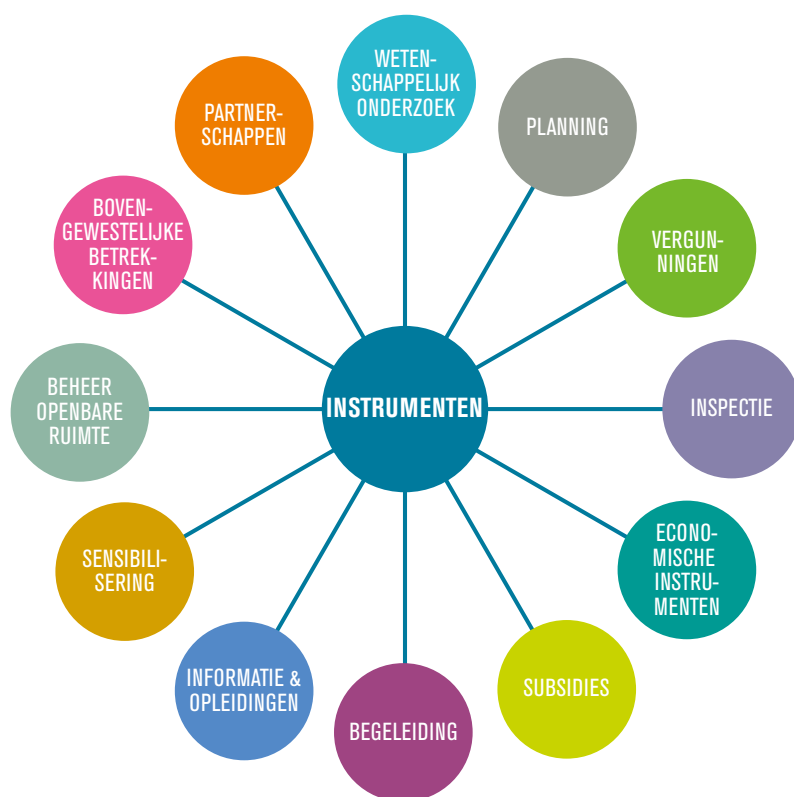 WETEN-
SCHAPPELIJK
ONDERZOEK
PLANNING
VERGUN-
NINGEN
INSPECTIE
ECONO-
MISCHE
INSTRU-
MENTEN
SUBSIDIES
BEGELEIDING
INFORMATIE &
OPLEIDINGEN
SENSIBILI-
SERING
BEHEER
OPENBARE
RUIMTE
BOVEN-
GEWESTELIJKE
BETREK-
KINGEN
PARTNER-
SCHAPPEN
INSTRUMENTEN